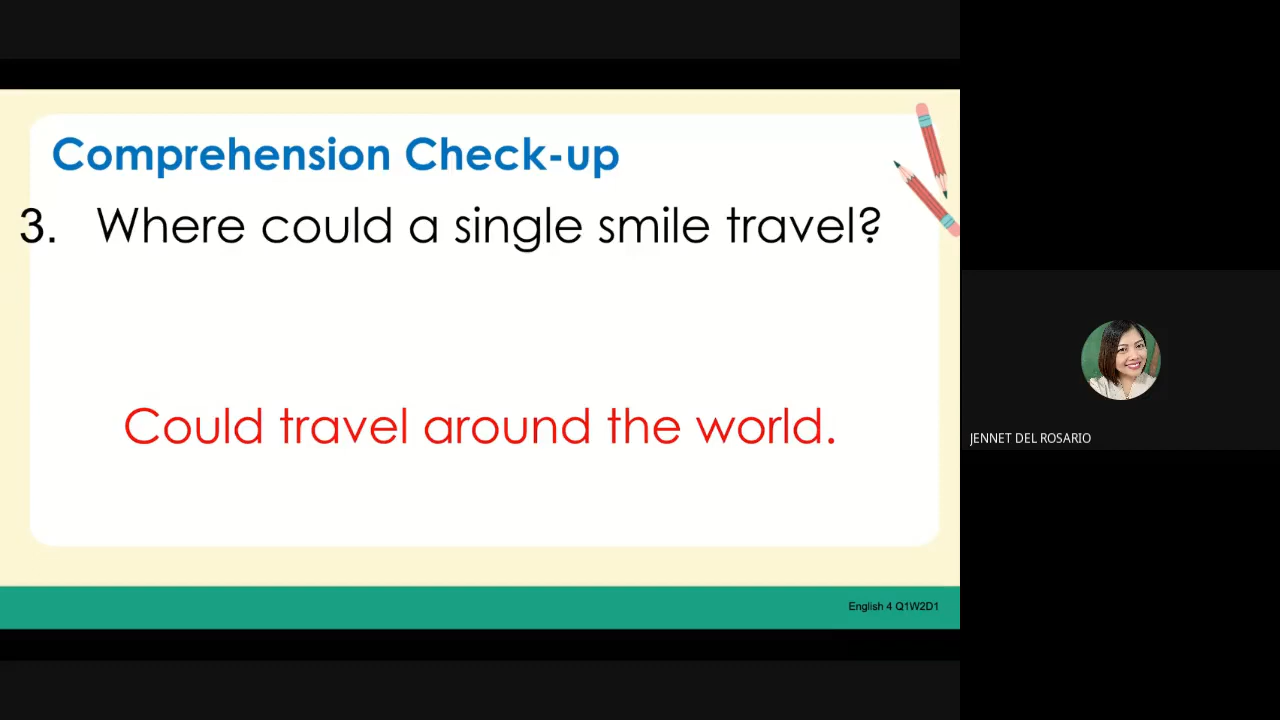 Comprehension Check-up
3. Where could a single smile travel?
Could travel around the world.
English 4 Q1W2D1
JENNET DEL ROSARIO